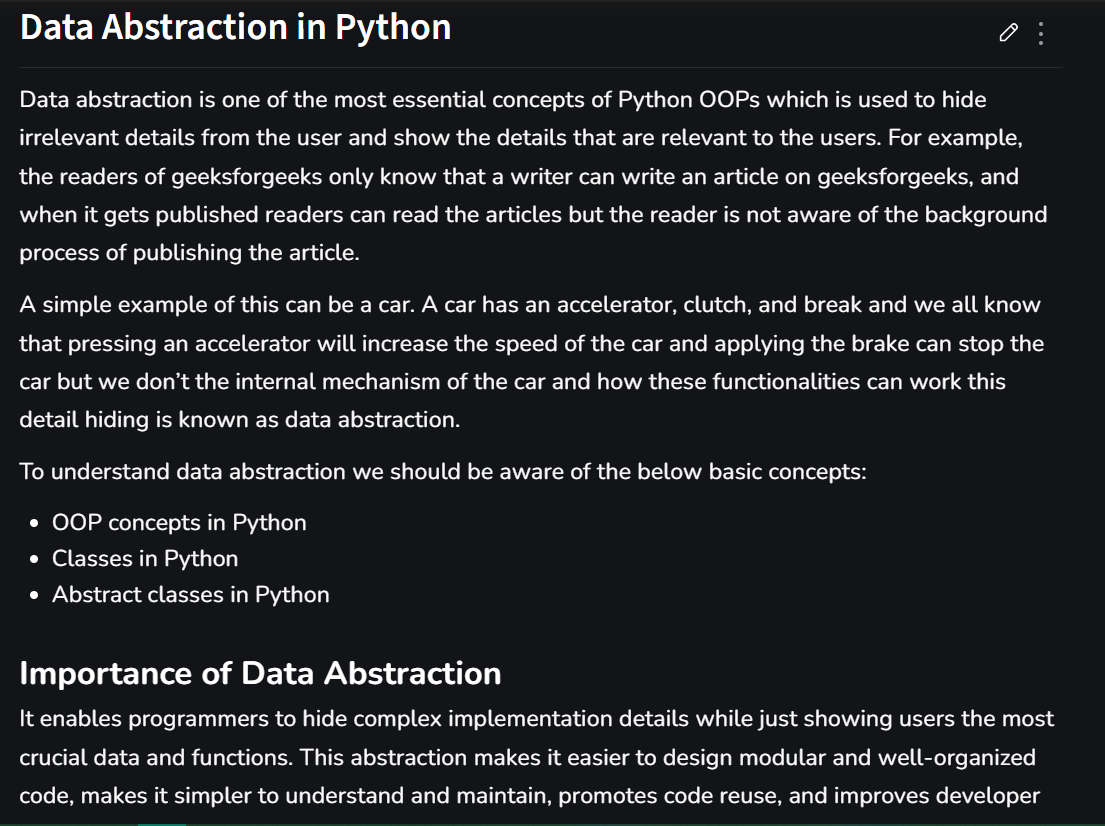 Data Abstraction in Python
Data abstraction is one of the most essential concepts of Python OOPs which is used to hide
irrelevant details from the user and show the details that are relevant to the users. For example,
the readers of geeksforgeeks only know that a writer can write an article on geeksforgeeks, and
when it gets published readers can read the articles but the reader is not aware of the background
process of publishing the article.
A simple example of this can be a car. A car has an accelerator, clutch, and break and we all know
that pressing an accelerator will increase the speed of the car and applying the brake can stop the
car but we don’t the internal mechanism of the car and how these functionalities can work this
detail hiding is known as data abstraction.
To understand data abstraction we should be aware of the below basic concepts:
• OOP concepts in Python
• Classes in Python
• Abstract classes in Python
Importance of Data Abstraction
It enables programmers to hide complex implementation details while just showing users the most
crucial data and functions. This abstraction makes it easier to design modular and well-organized
code, makes it simpler to understand and maintain, promotes code reuse, and improves developer